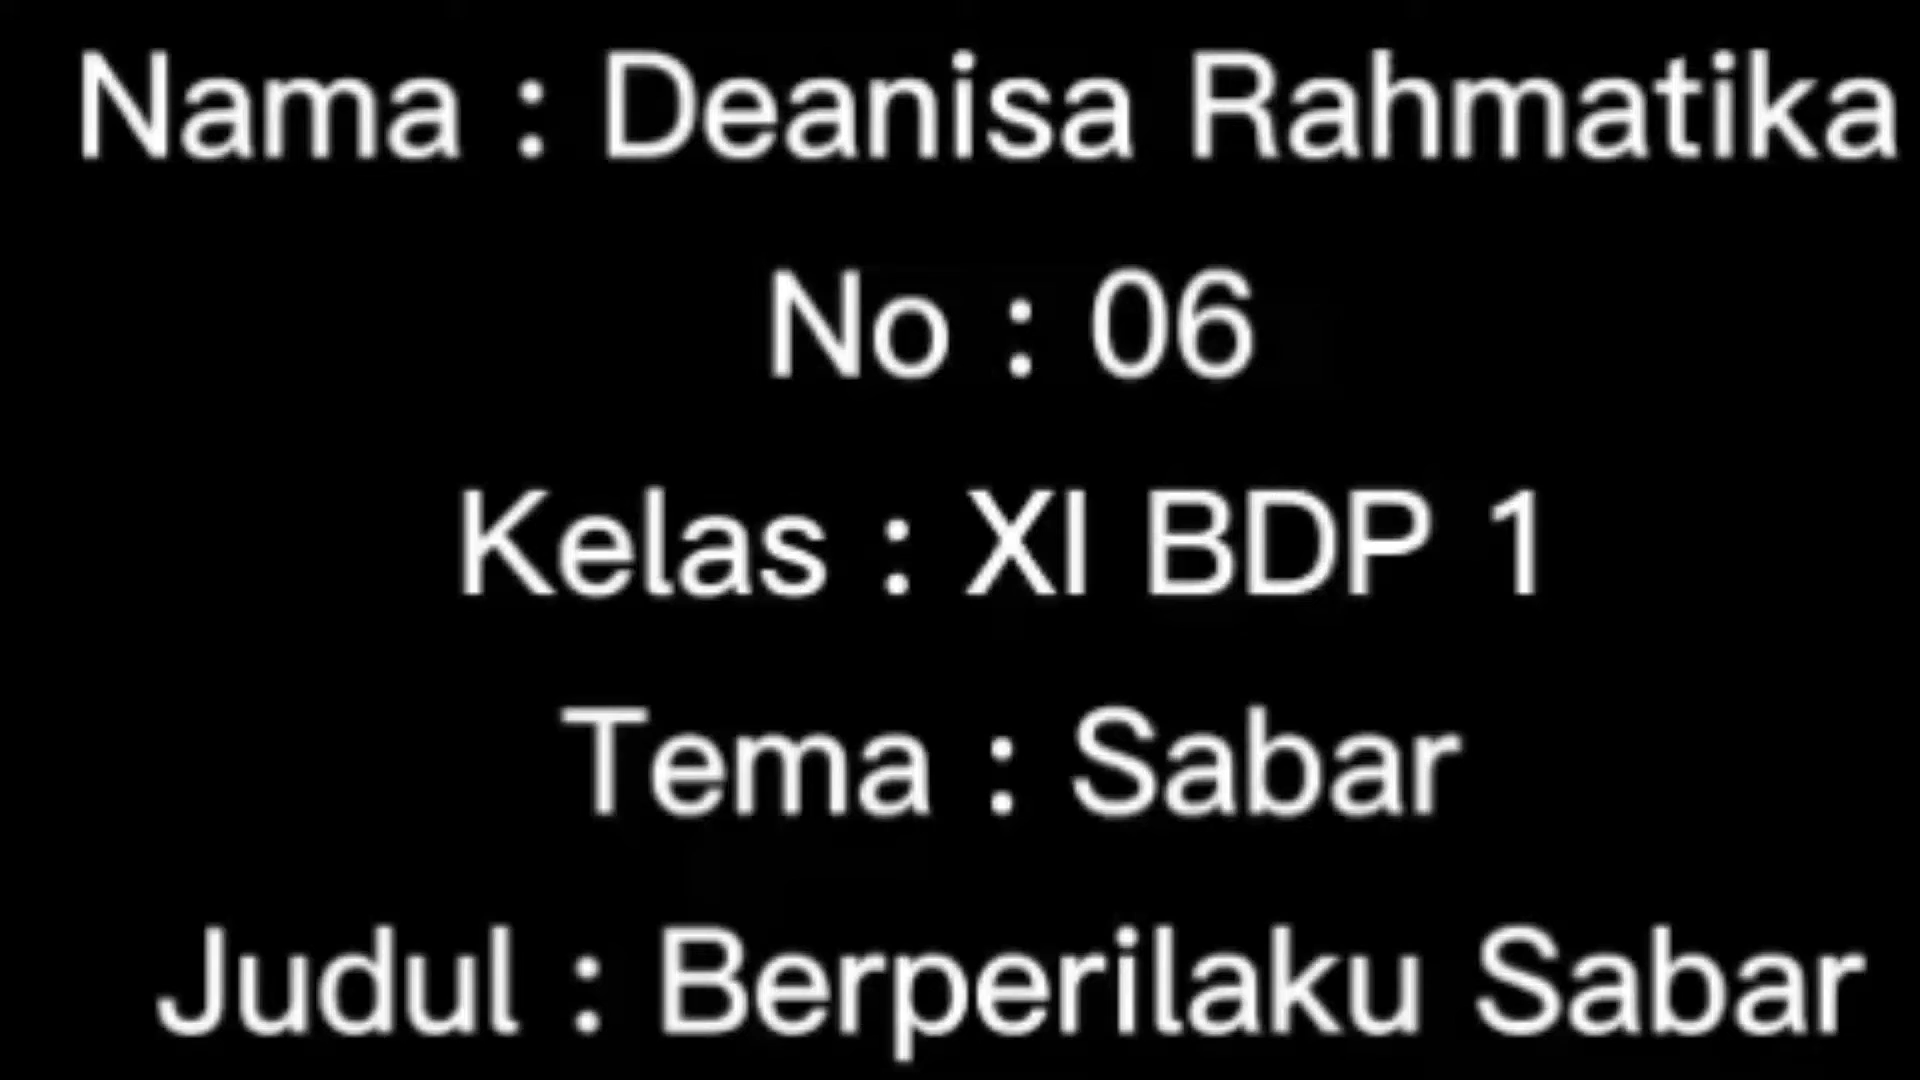 Nama : Deanisa Rahmatika
No : 06
Kelas : XI BDP 1
Tema : Sabar
Judul : Berperilaku Sabar